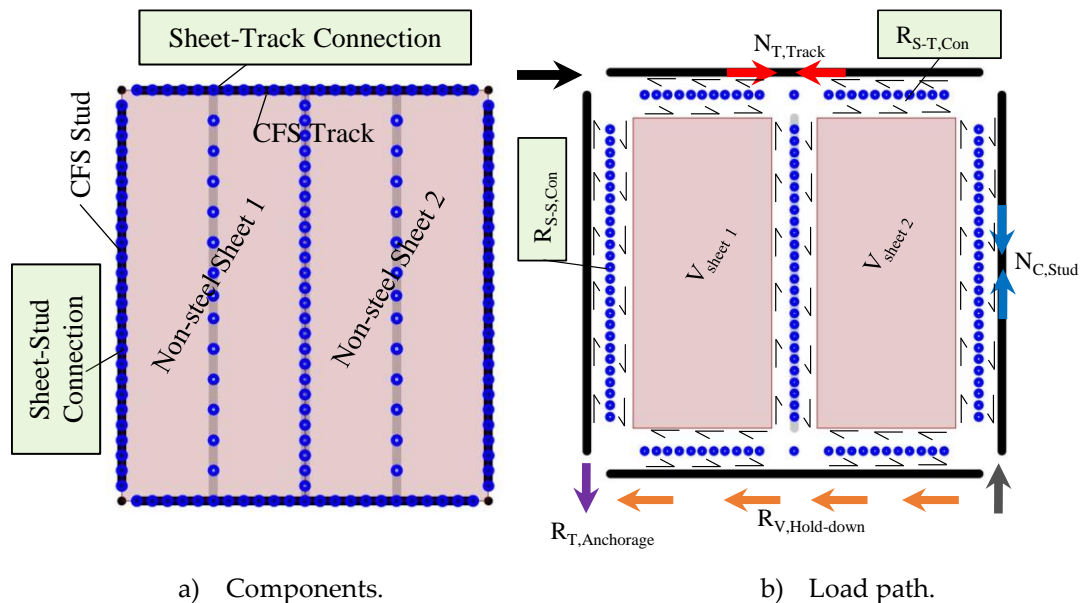 Sheet-Track Connection
CFS Stud
CFS Track
Non-steel Sheet 1
Non-steel Sheet 2
Sheet-Stud
Connection
a) Components.
N_T,Track
R_S-T,Con
R_S-S,Con
V_sheet 1
V_sheet 2
N_C,Stud
R_T,Anchorage
R_V,Hold-down
b) Load path.